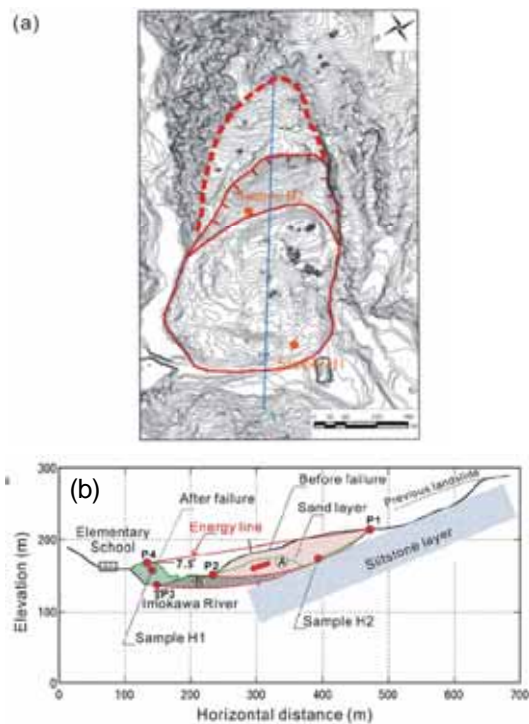 (a)
(b)
300
200
150
100
0
Elevation (m)
After failure
Before failure
Previous landslide
Elementary
School
Energy line
Sand layer
P1
P4
7.5°
P2
A
Siltstone layer
P3
Imokawa River
Sample H1
Sample H2
0 100 200 300 400 500 600 700
Horizontal distance (m)